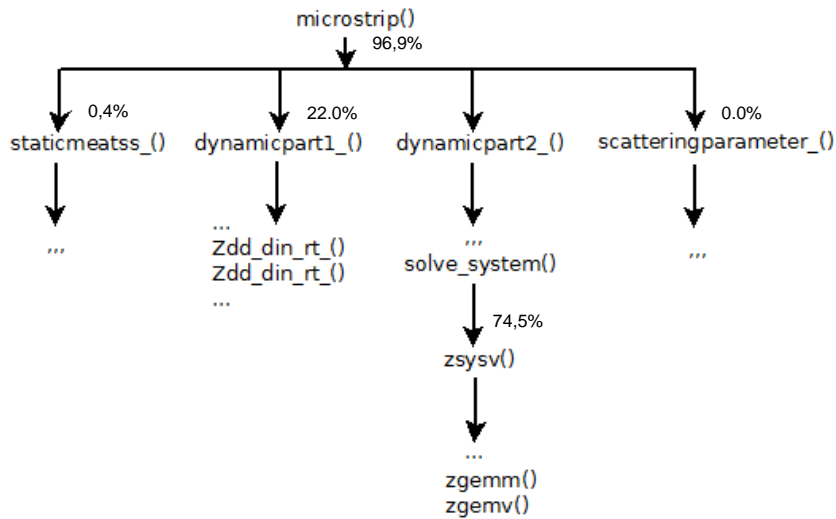 microstrip()
96,9%
0,4%
22.0%
0.0%
staticmeatss_()
dynamicpart1_()
dynamicpart2_()
scatteringparameter_()
,,,
...
Zdd_din_rt_()
Zdd_din_rt_()
...
,,,
solve_system()
,,,
74,5%
zsysv()
...
zgemm()
zgemv()